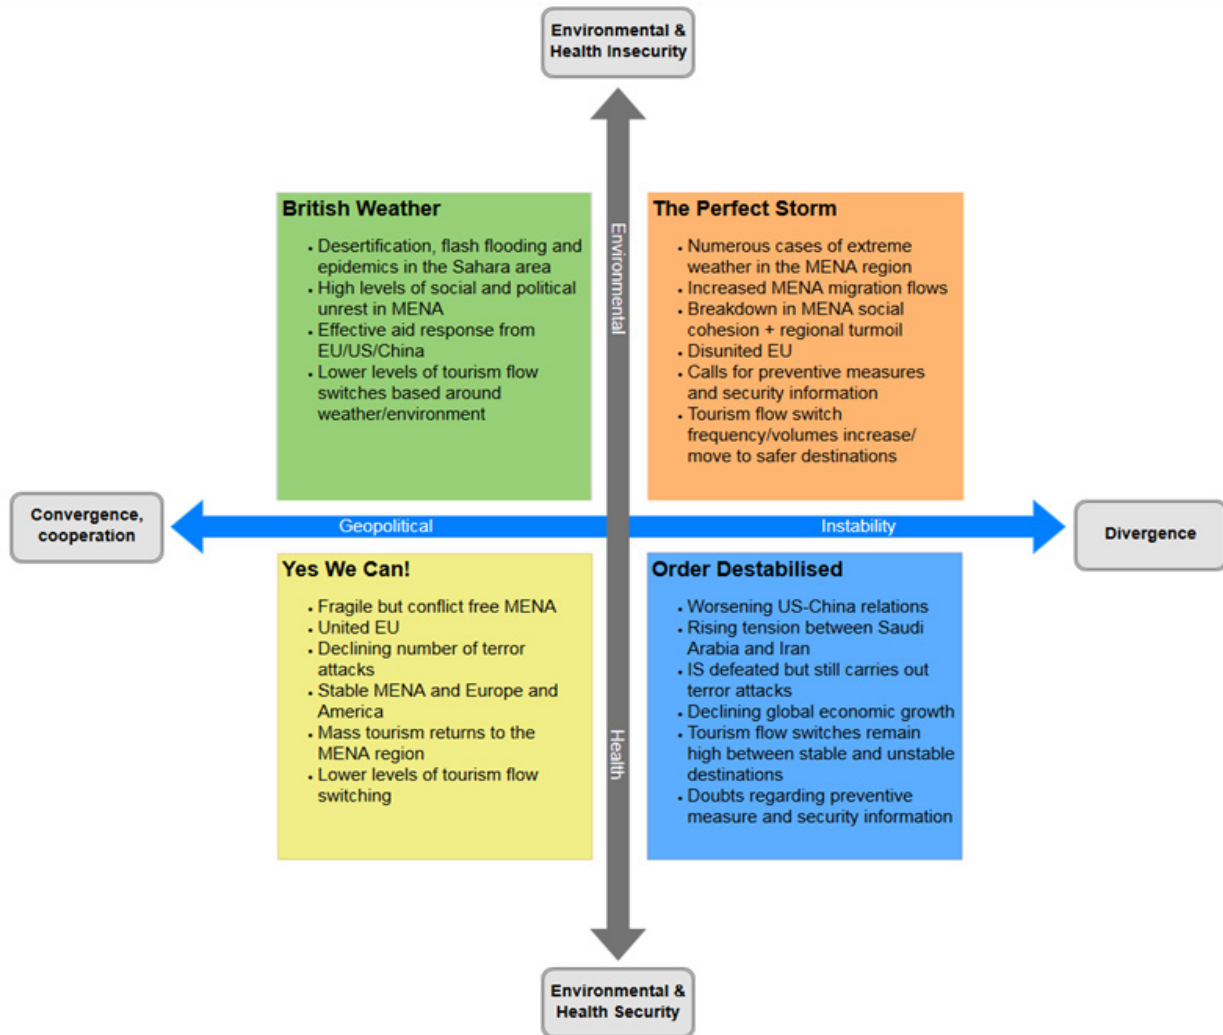 Environmental &
Health Insecurity
British Weather
• Desertification, flash flooding and
epidemics in the Sahara area
• High levels of social and political
unrest in MENA
• Effective aid response from
EU/US/China
• Lower levels of tourism flow
switches based around
weather/environment
Environmental
The Perfect Storm
• Numerous cases of extreme
weather in the MENA region
• Increased MENA migration flows
• Breakdown in MENA social
cohesion + regional turmoil
• Disunited EU
• Calls for preventive measures
and security information
• Tourism flow switch
frequency/volumes increase/
move to safer destinations
Convergence,
cooperation
Geopolitical
Instability
Divergence
Yes We Can!
• Fragile but conflict free MENA
• United EU
• Declining number of terror
attacks
• Stable MENA and Europe and
America
• Mass tourism returns to the
MENA region
• Lower levels of tourism flow
switching
Health
Order Destabilised
• Worsening US-China relations
• Rising tension between Saudi
Arabia and Iran
• IS defeated but still carries out
terror attacks
• Declining global economic growth
• Tourism flow switches remain
high between stable and unstable
destinations
• Doubts regarding preventive
measure and security information
Environmental &
Health Security